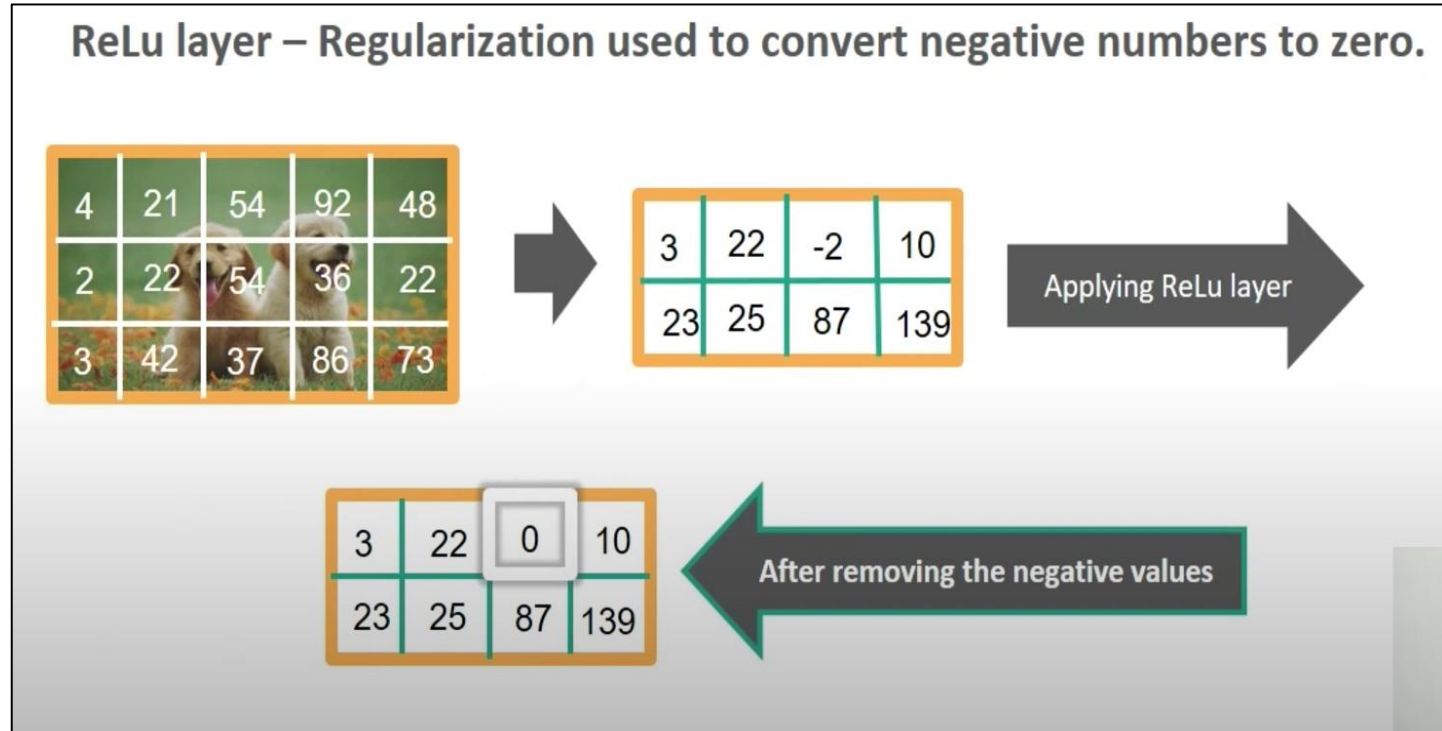 ReLu layer – Regularization used to convert negative numbers to zero.
4 21 54 92 48
2 22 54 36 22
3 42 37 86 73
3 22 -2 10
23 25 87 139
Applying ReLu layer
3 22 0 10
23 25 87 139
After removing the negative values